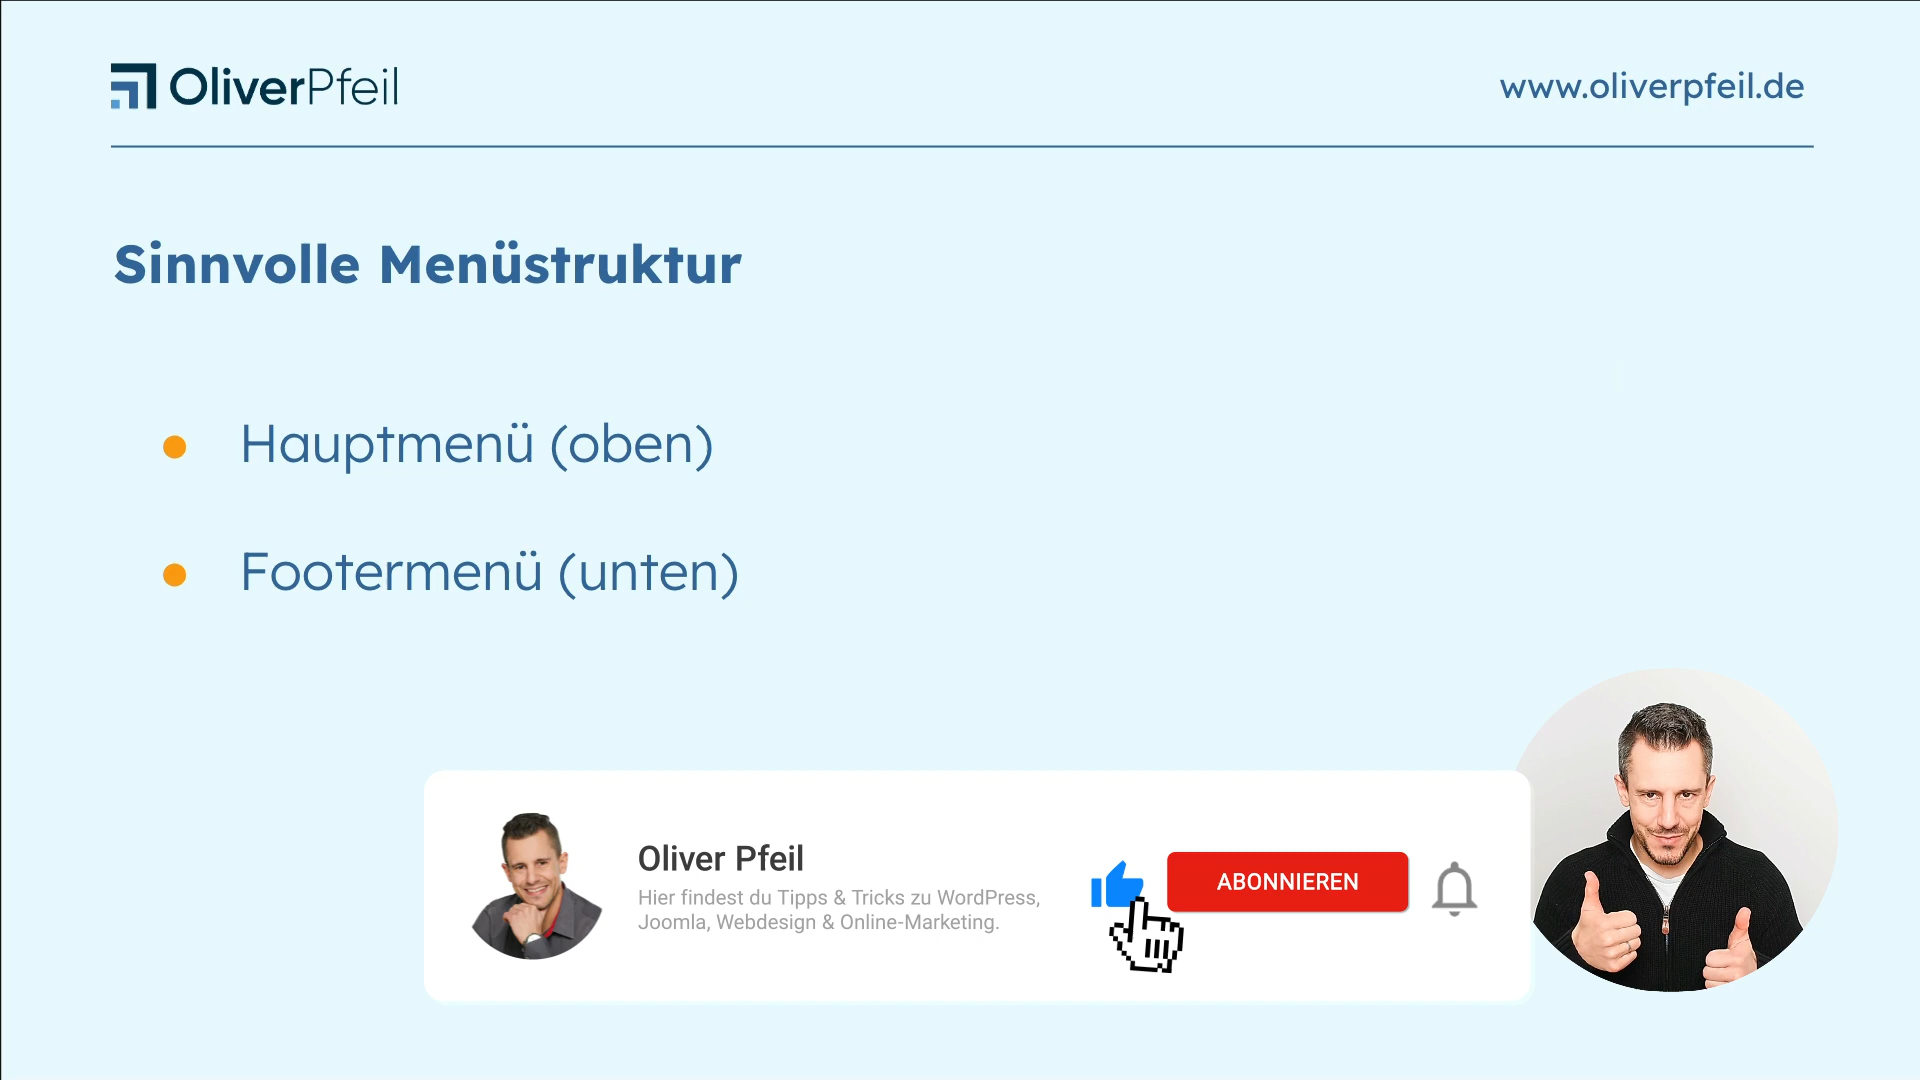 OliverPfeil
www.oliverpfeil.de
Sinnvolle Menüstruktur
Hauptmenü (oben)
Footermenü (unten)
Oliver Pfeil
Hier findest du Tipps & Tricks zu WordPress,
Joomla, Webdesign & Online-Marketing.
ABONNIEREN